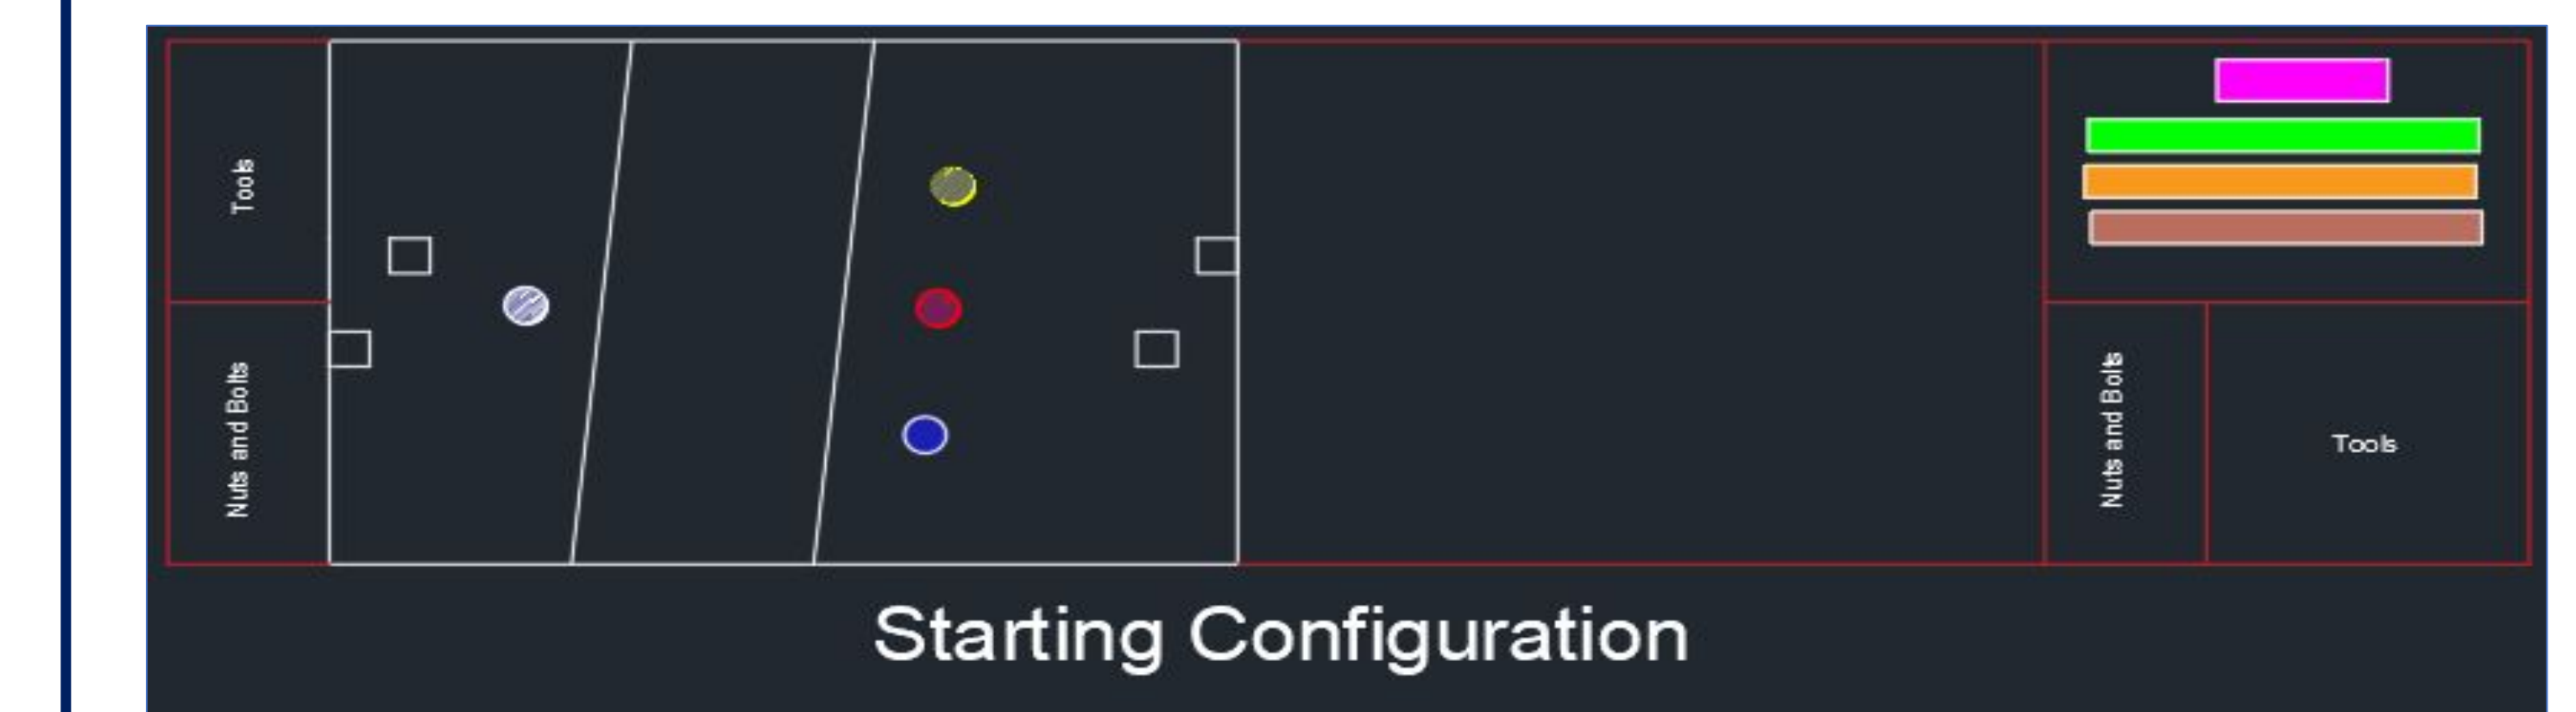 Tools
Nuts and Bolts
Nuts and Bolts
Tools
Starting Configuration